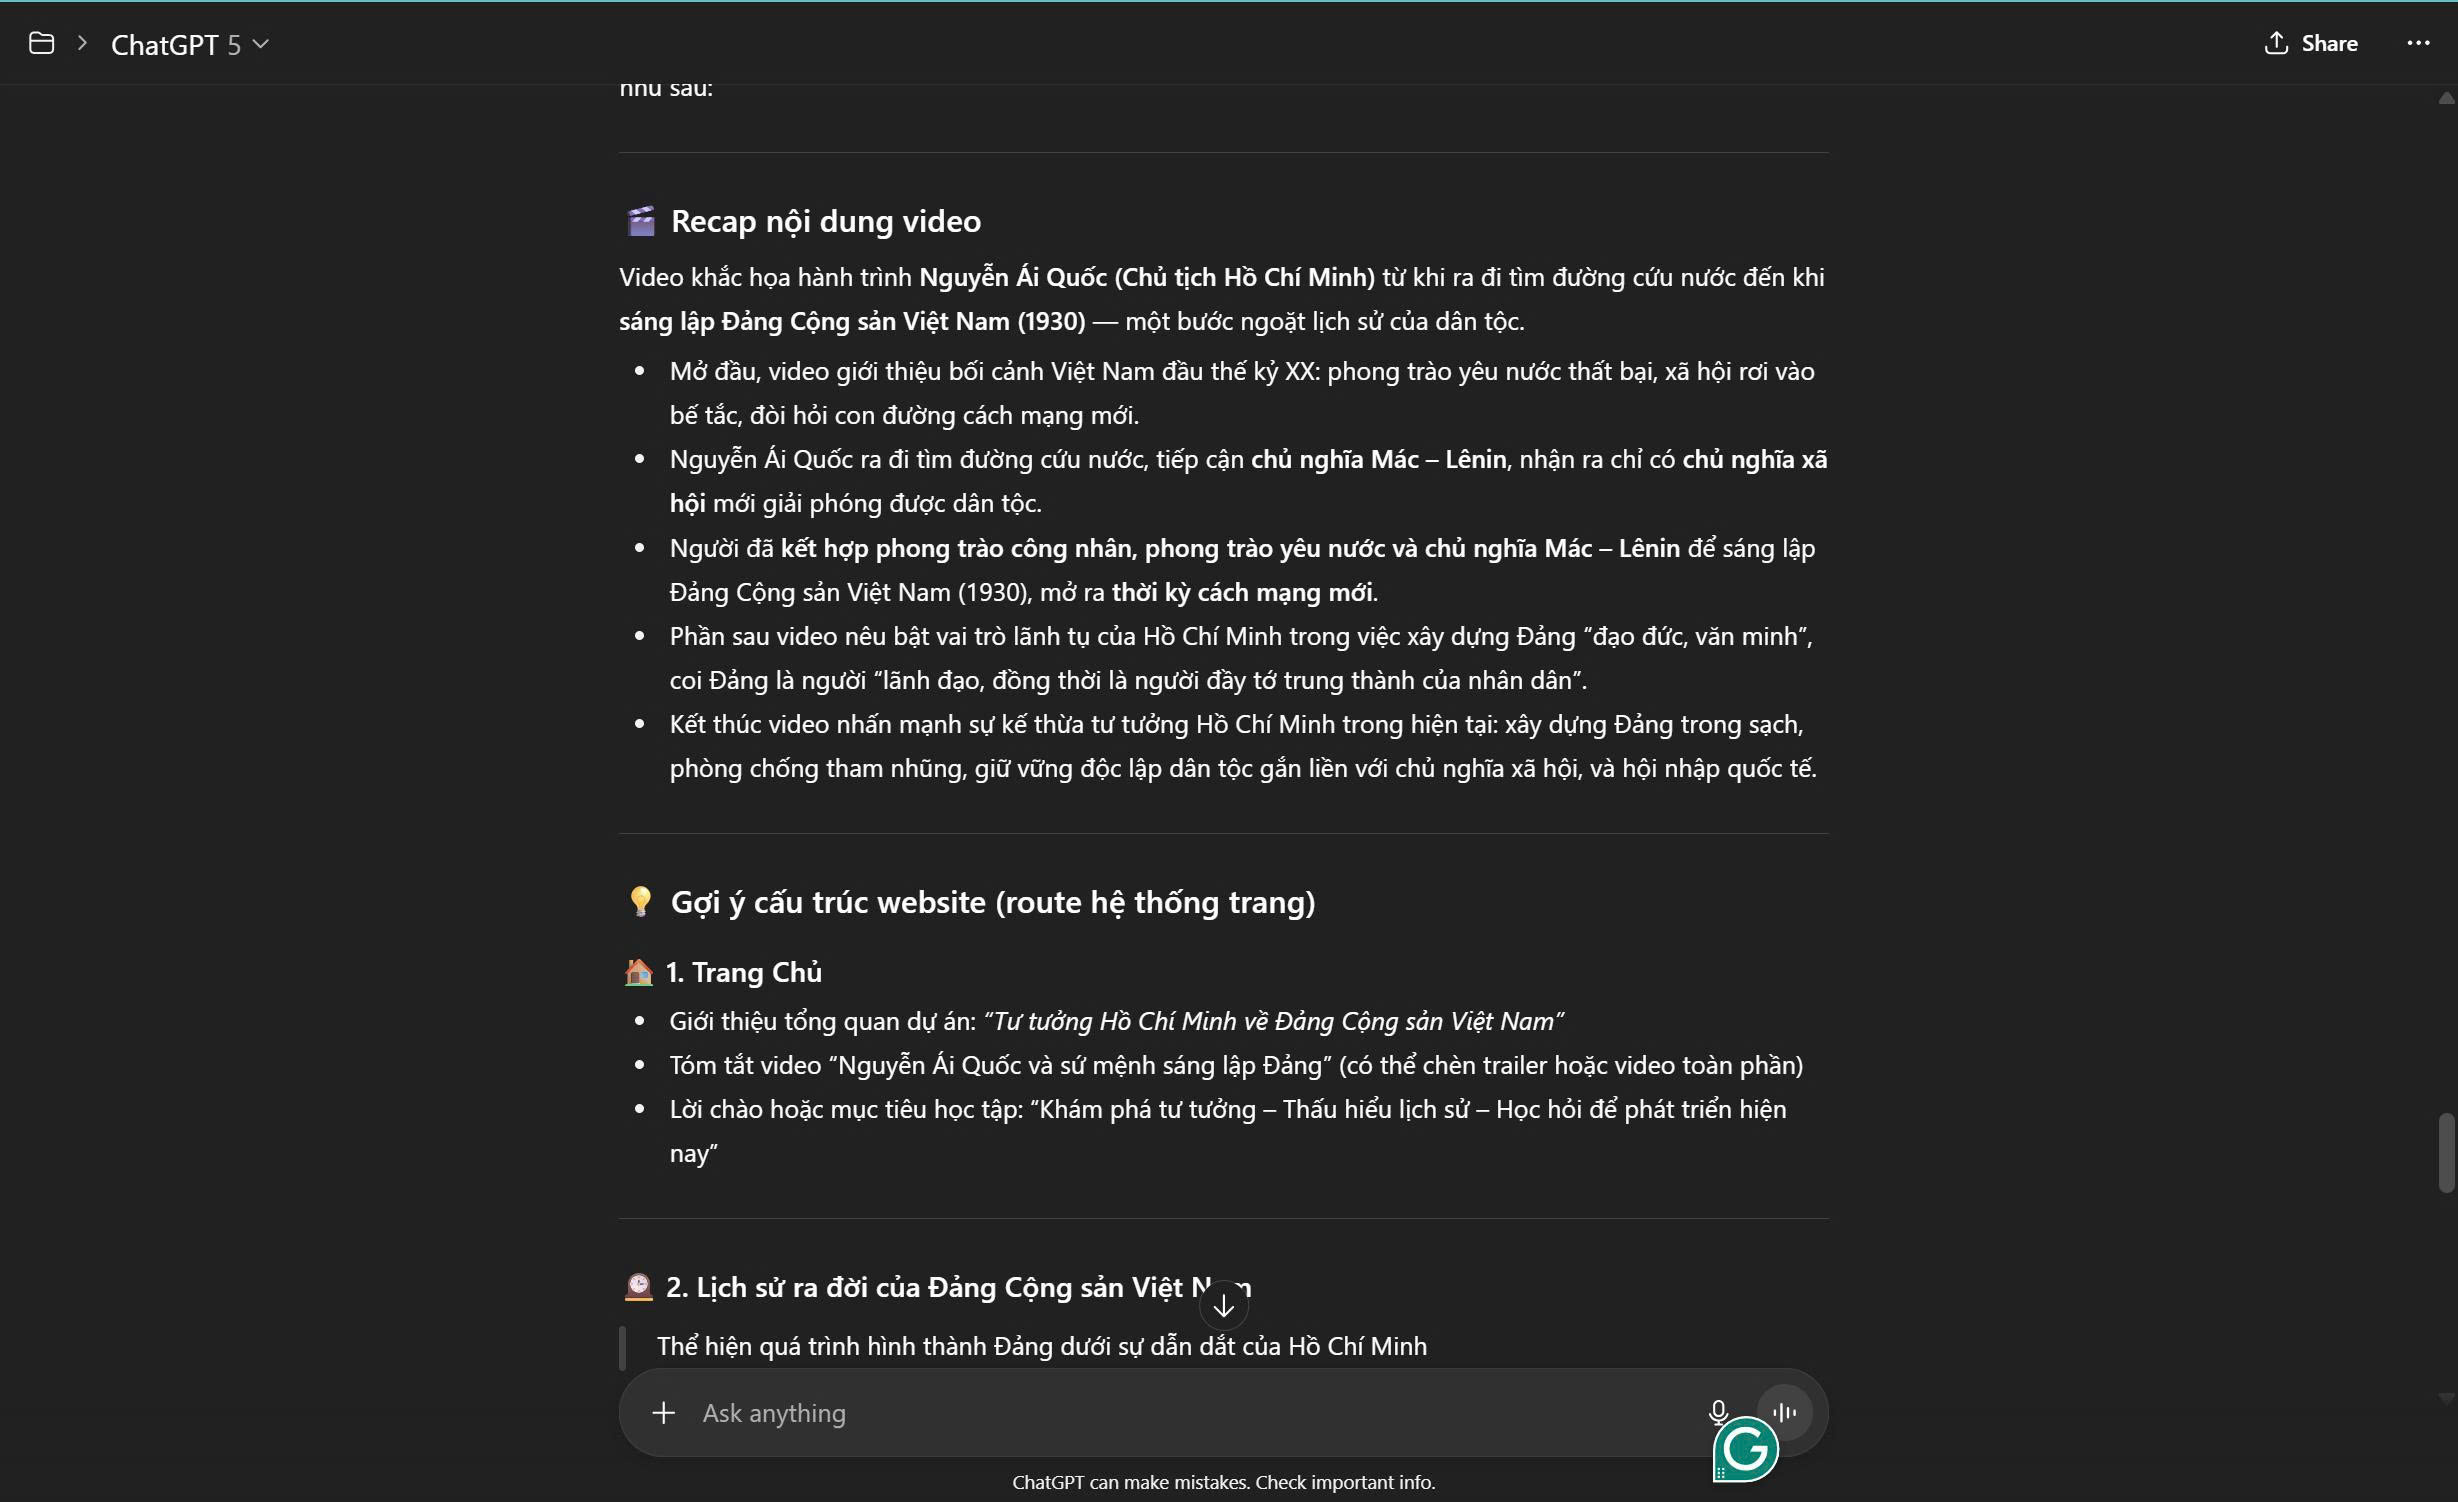 ChatGPT 5
Share
như sau:
Recap nội dung video
Video khắc họa hành trình Nguyễn Ái Quốc (Chủ tịch Hồ Chí Minh) từ khi ra đi tìm đường cứu nước đến khi
sáng lập Đảng Cộng sản Việt Nam (1930) — một bước ngoặt lịch sử của dân tộc.
• Mở đầu, video giới thiệu bối cảnh Việt Nam đầu thế kỷ XX: phong trào yêu nước thất bại, xã hội rơi vào
bế tắc, đòi hỏi con đường cách mạng mới.
• Nguyễn Ái Quốc ra đi tìm đường cứu nước, tiếp cận chủ nghĩa Mác – Lênin, nhận ra chỉ có chủ nghĩa xã
hội mới giải phóng được dân tộc.
• Người đã kết hợp phong trào công nhân, phong trào yêu nước và chủ nghĩa Mác – Lênin để sáng lập
Đảng Cộng sản Việt Nam (1930), mở ra thời kỳ cách mạng mới.
• Phần sau video nêu bật vai trò lãnh tụ của Hồ Chí Minh trong việc xây dựng Đảng “đạo đức, văn minh”,
coi Đảng là người “lãnh đạo, đồng thời là người đầy tớ trung thành của nhân dân”.
• Kết thúc video nhấn mạnh sự kế thừa tư tưởng Hồ Chí Minh trong hiện tại: xây dựng Đảng trong sạch,
phòng chống tham nhũng, giữ vững độc lập dân tộc gắn liền với chủ nghĩa xã hội, và hội nhập quốc tế.
Gợi ý cấu trúc website (route hệ thống trang)
1. Trang Chủ
• Giới thiệu tổng quan dự án: “Tư tưởng Hồ Chí Minh về Đảng Cộng sản Việt Nam”
• Tóm tắt video “Nguyễn Ái Quốc và sứ mệnh sáng lập Đảng” (có thể chèn trailer hoặc video toàn phần)
• Lời chào hoặc mục tiêu học tập: “Khám phá tư tưởng – Thấu hiểu lịch sử – Học hỏi để phát triển hiện
nay”
2. Lịch sử ra đời của Đảng Cộng sản Việt Nam
Thể hiện quá trình hình thành Đảng dưới sự dẫn dắt của Hồ Chí Minh
Ask anything
ChatGPT can make mistakes. Check important info.